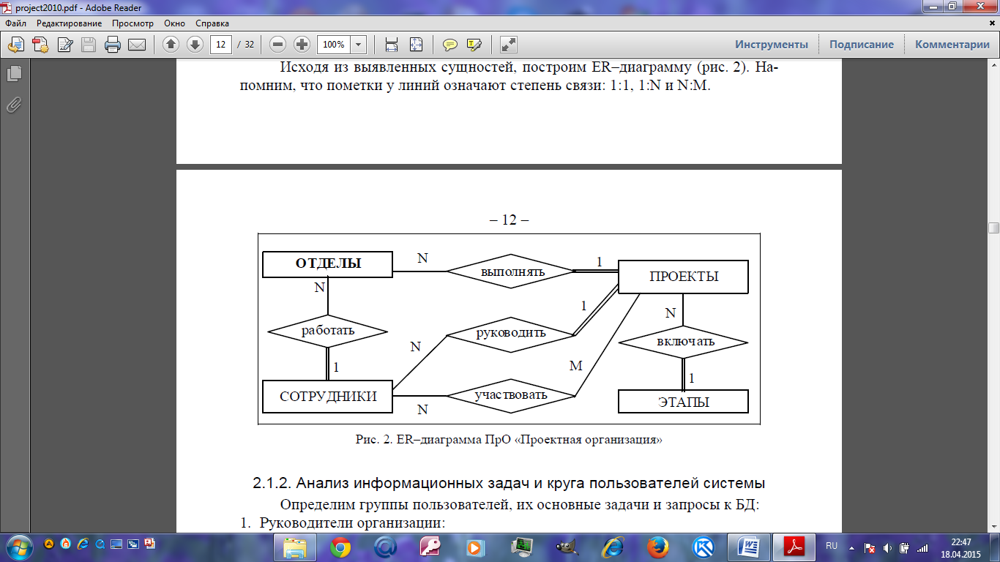 project2010.pdf - Adobe Reader
Файл Редактирование Просмотр Окно Справка
12 / 32 100% Инструменты Подписание Комментарии
Исходя из выявленных сущностей, построим ER–диаграмму (рис. 2). На-
помним, что пометки у линий означают степень связи: 1:1, 1:N и N:M.
– 12 –
ОТДЕЛЫ N выполнять 1 ПРОЕКТЫ
N 1 N
работать руководить включать
N M
1 1
СОТРУДНИКИ N участвовать ЭТАПЫ
Рис. 2. ER–диаграмма ПрО «Проектная организация»
2.1.2. Анализ информационных задач и круга пользователей системы
Определим группы пользователей, их основные задачи и запросы к БД:
1. Руководители организации:
RU 22:47
18.04.2015